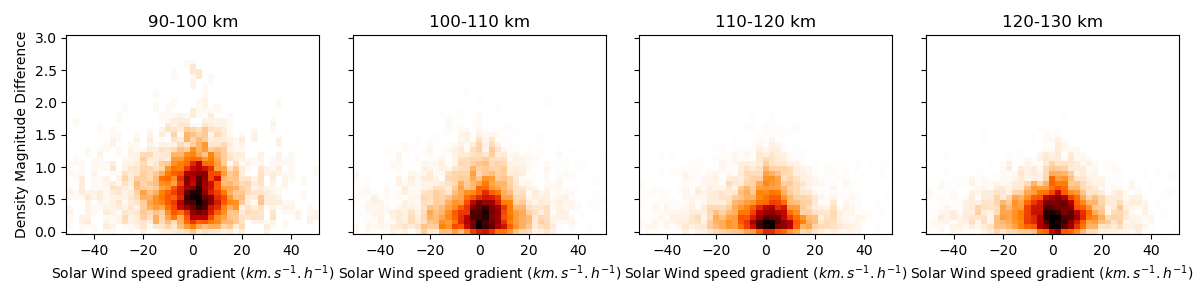 90-100 km
100-110 km
110-120 km
120-130 km
Density Magnitude Difference
3.0
2.5
2.0
1.5
1.0
0.5
0.0
−40 −20 0 20 40
−40 −20 0 20 40
−40 −20 0 20 40
−40 −20 0 20 40
Solar Wind speed gradient (km.s⁻¹.h⁻¹)
Solar Wind speed gradient (km.s⁻¹.h⁻¹)
Solar Wind speed gradient (km.s⁻¹.h⁻¹)
Solar Wind speed gradient (km.s⁻¹.h⁻¹)